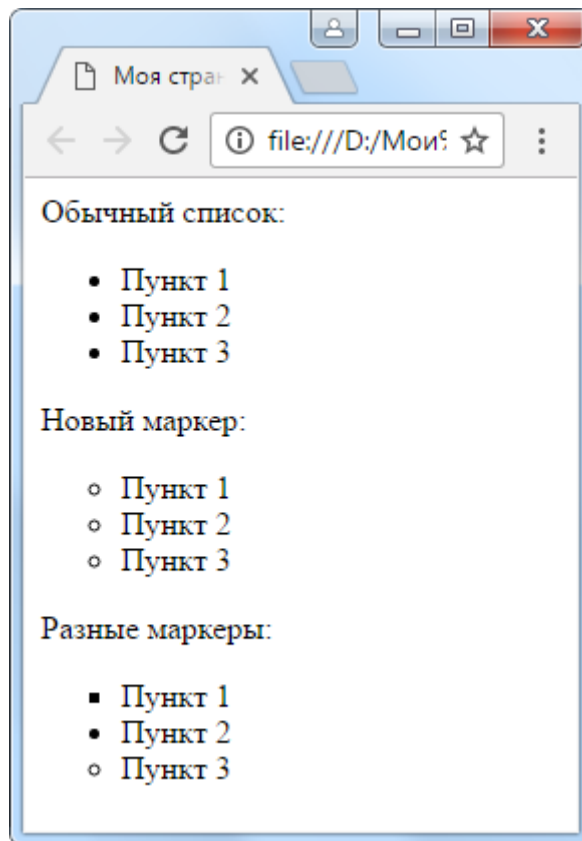 Моя стра
file:///D:/Мои
Обычный список:
Пункт 1
Пункт 2
Пункт 3
Новый маркер:
Пункт 1
Пункт 2
Пункт 3
Разные маркеры:
Пункт 1
Пункт 2
Пункт 3